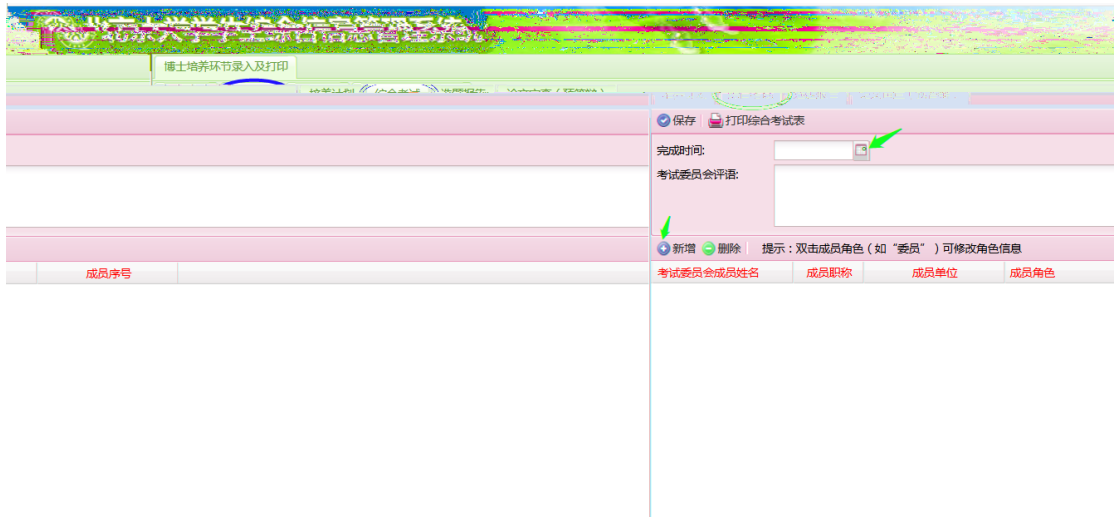 博士培养环节录入及打印
保存 打印综合考试表
完成时间:
考试委员会评语:
新增 删除 提示：双击成员角色（如“委员”）可修改角色信息
成员序号 考试委员会成员姓名 成员职称 成员单位 成员角色